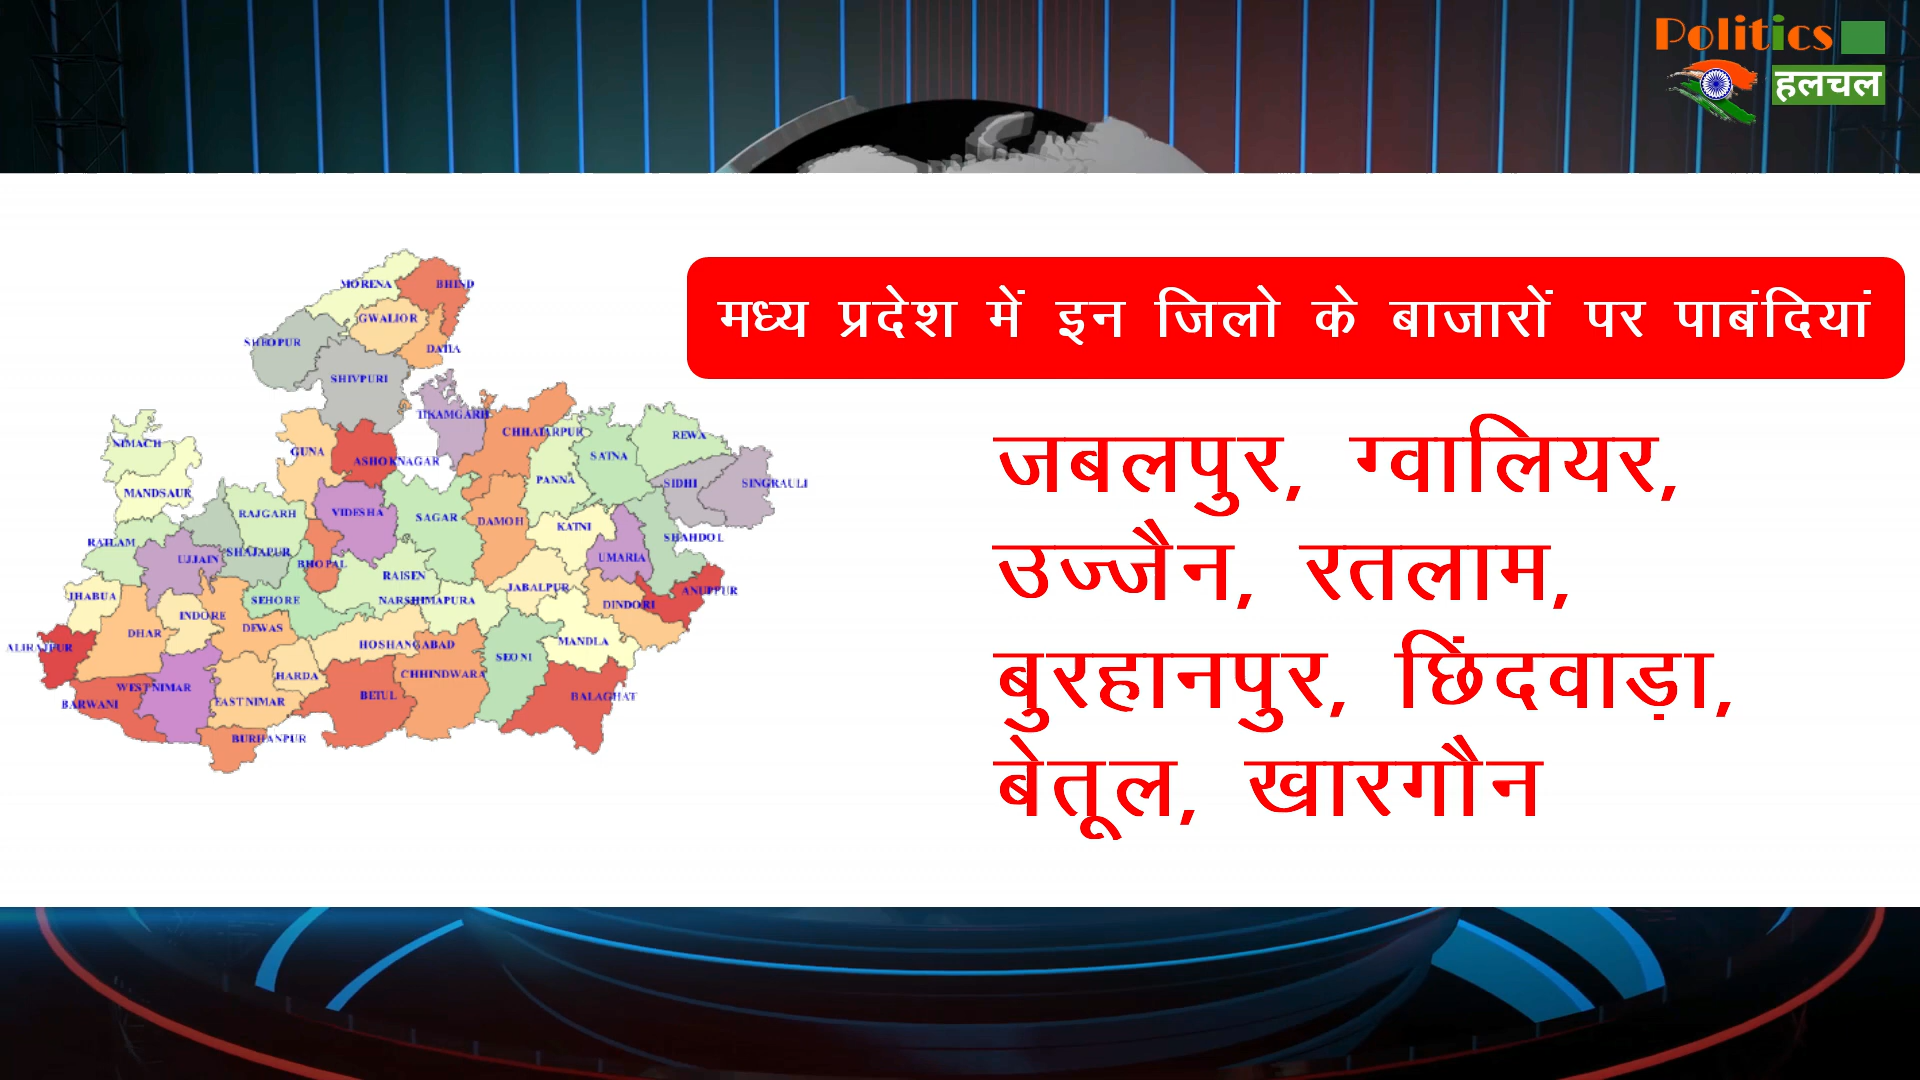 Politics
हलचल
मध्य प्रदेश में इन जिलो के बाजारों पर पाबंदियां
जबलपुर, ग्वालियर,
उज्जैन, रतलाम,
बुरहानपुर, छिंदवाड़ा,
बेतूल, खारगौन
MORENA
BHIND
GWALIOR
SHEOPUR
DATIA
SHIVPURI
TIKAMGARH
CHHATARPUR
REWA
NIMACH
GUNA
ASHOKNAGAR
SATNA
PANNA
SIDHI
SINGRAULI
MANDSAUR
RAJGARH
VIDESHA
SAGAR
DAMOH
KATNI
RATLAM
SHAHDOL
UJJAIN
SHAJAPUR
BHOPAL
UMARIA
RAISEN
JABALPUR
ANUPPUR
JHABUA
SEHORE
NARSHIMAPURA
DINDORI
INDORE
DHAR
DEWAS
HOSHANGABAD
MANDLA
ALIRAJPUR
SEONI
HARDA
CHHINDWARA
WEST NIMAR
BARWANI
EAST NIMAR
BETUL
BALAGHAT
BURHANPUR